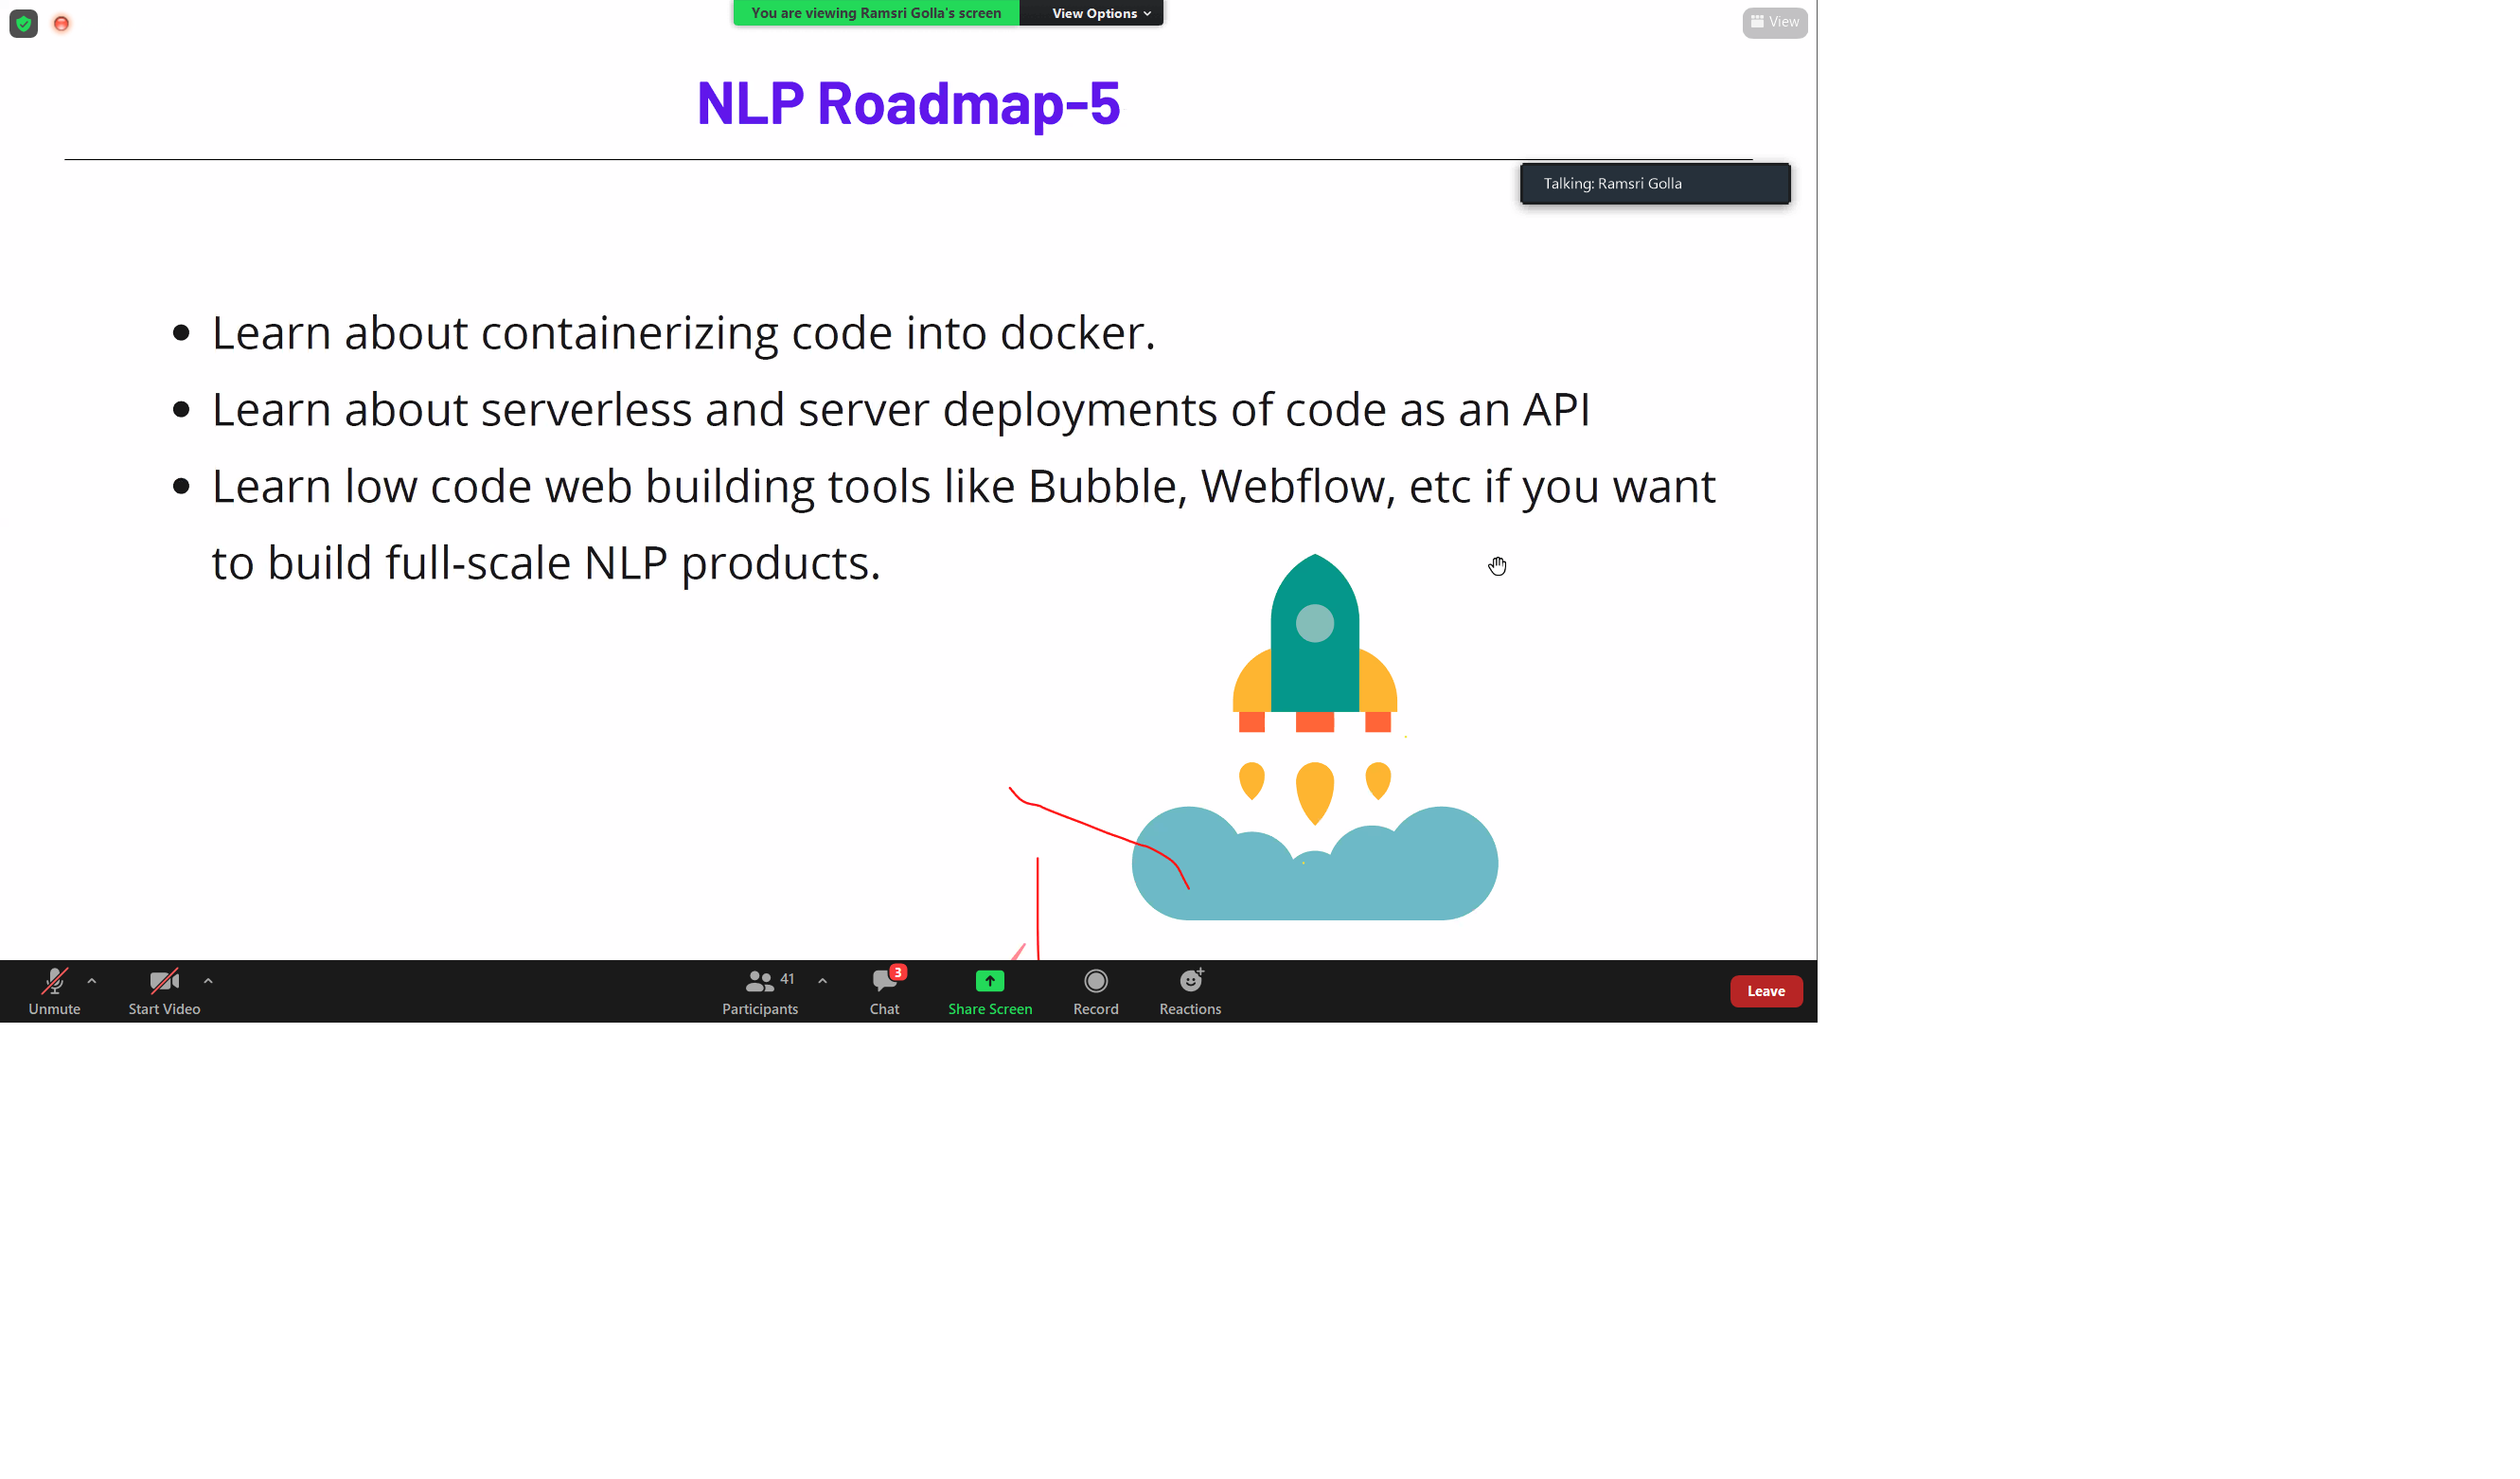 You are viewing Ramsri Golla's screen
View Options
View
NLP Roadmap-5
Talking: Ramsri Golla
• Learn about containerizing code into docker.
• Learn about serverless and server deployments of code as an API
• Learn low code web building tools like Bubble, Webflow, etc if you want
to build full-scale NLP products.
41
3
Unmute
Start Video
Participants
Chat
Share Screen
Record
Reactions
Leave